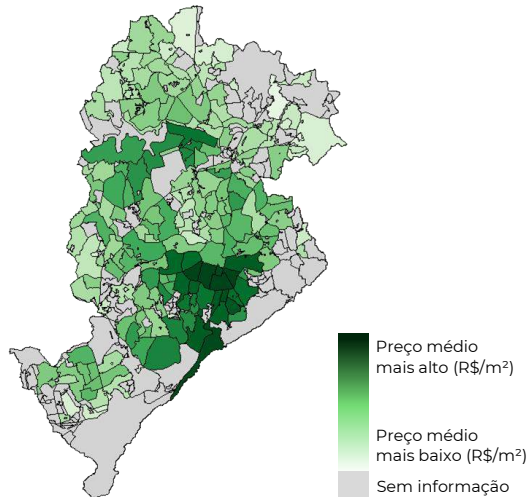 Preço médio
mais alto (R$/m²)
Preço médio
mais baixo (R$/m²)
Sem informação